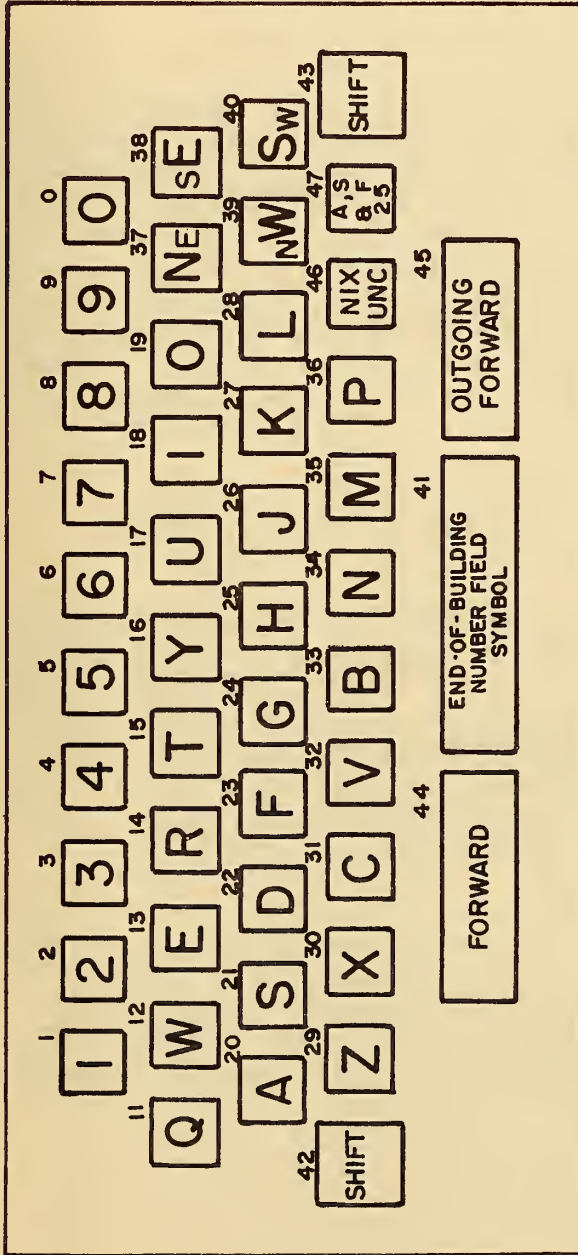 1 2 3 4 5 6 7 8 9 0
1 2 3 4 5 6 7 8 9 0
11 12 13 14 15 16 17 18 19 37 38
Q W E R T Y U I O NE SE
20 21 22 23 24 25 26 27 28 39 40
A S D F G H J K L NW SW
42 29 30 31 32 33 34 35 36 46 47 43
SHIFT Z X C V B N M P NIX UNC A,S & F 25 SHIFT
44 41 45
FORWARD END-OF-BUILDING NUMBER FIELD SYMBOL OUTGOING FORWARD